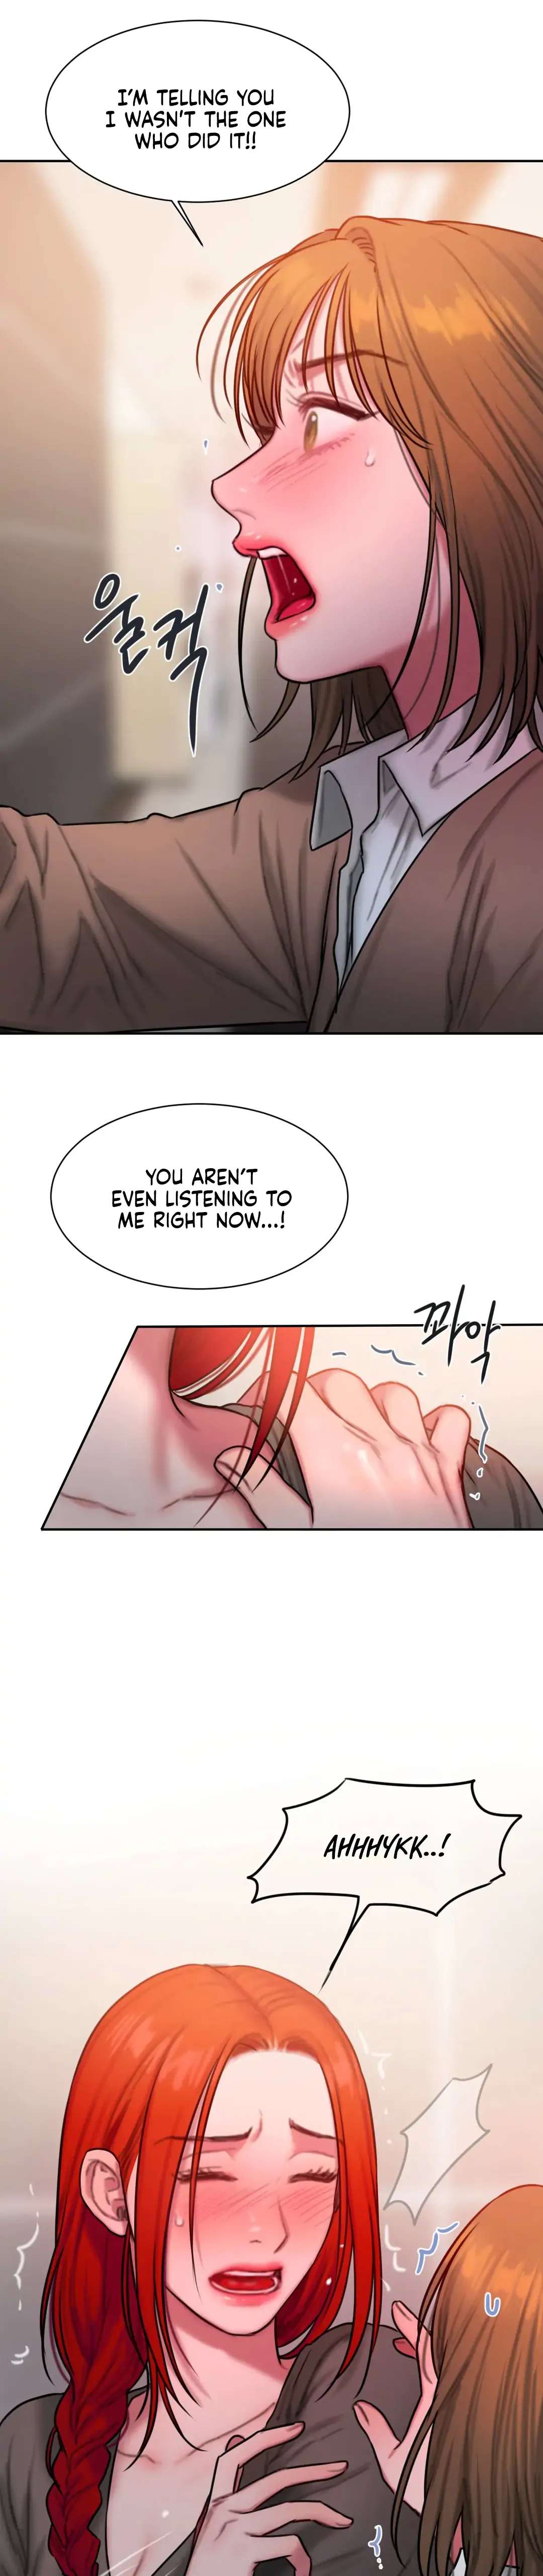 I'M TELLING YOU
I WASN'T THE ONE
WHO DID IT!!
울컥
YOU AREN'T
EVEN LISTENING TO
ME RIGHT NOW...!
꽈악
AHHHYKK..!